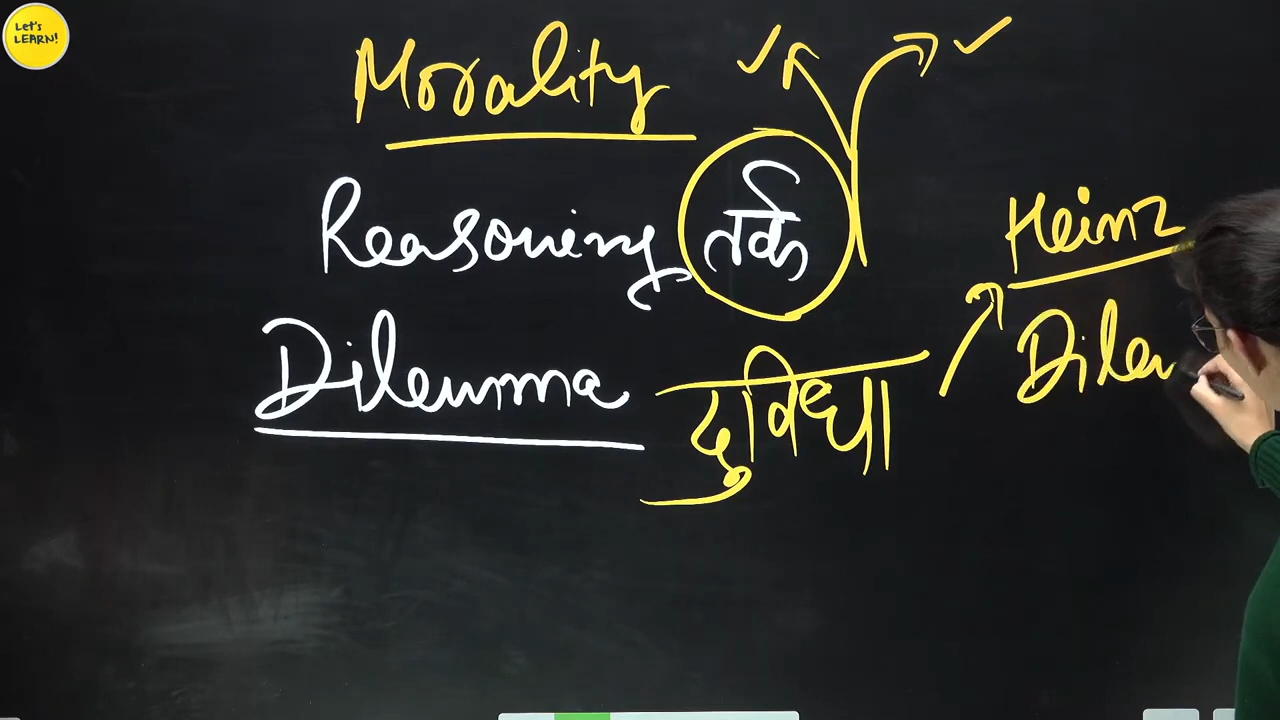 Let's
LEARN!
Morality
Reasoning तर्क
Dilemma दुविधा
Heinz
Dilem